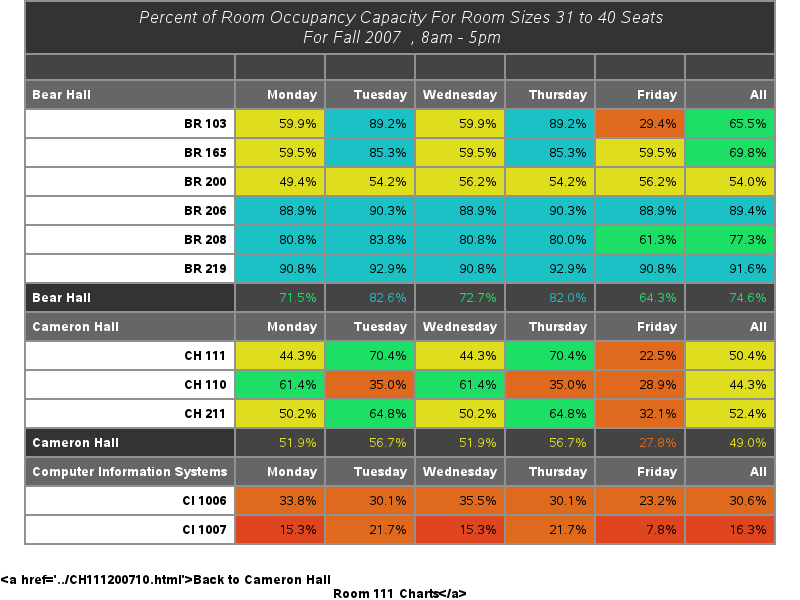 Percent of Room Occupancy Capacity For Room Sizes 31 to 40 Seats
For Fall 2007 , 8am - 5pm
Bear Hall Monday Tuesday Wednesday Thursday Friday All
BR 103 59.9% 89.2% 59.9% 89.2% 29.4% 65.5%
BR 165 59.5% 85.3% 59.5% 85.3% 59.5% 69.8%
BR 200 49.4% 54.2% 56.2% 54.2% 56.2% 54.0%
BR 206 88.9% 90.3% 88.9% 90.3% 88.9% 89.4%
BR 208 80.8% 83.8% 80.8% 80.0% 61.3% 77.3%
BR 219 90.8% 92.9% 90.8% 92.9% 90.8% 91.6%
Bear Hall 71.5% 82.6% 72.7% 82.0% 64.3% 74.6%
Cameron Hall Monday Tuesday Wednesday Thursday Friday All
CH 111 44.3% 70.4% 44.3% 70.4% 22.5% 50.4%
CH 110 61.4% 35.0% 61.4% 35.0% 28.9% 44.3%
CH 211 50.2% 64.8% 50.2% 64.8% 32.1% 52.4%
Cameron Hall 51.9% 56.7% 51.9% 56.7% 27.8% 49.0%
Computer Information Systems Monday Tuesday Wednesday Thursday Friday All
CI 1006 33.8% 30.1% 35.5% 30.1% 23.2% 30.6%
CI 1007 15.3% 21.7% 15.3% 21.7% 7.8% 16.3%
<a href='../CH111200710.html'>Back to Cameron Hall
Room 111 Charts</a>